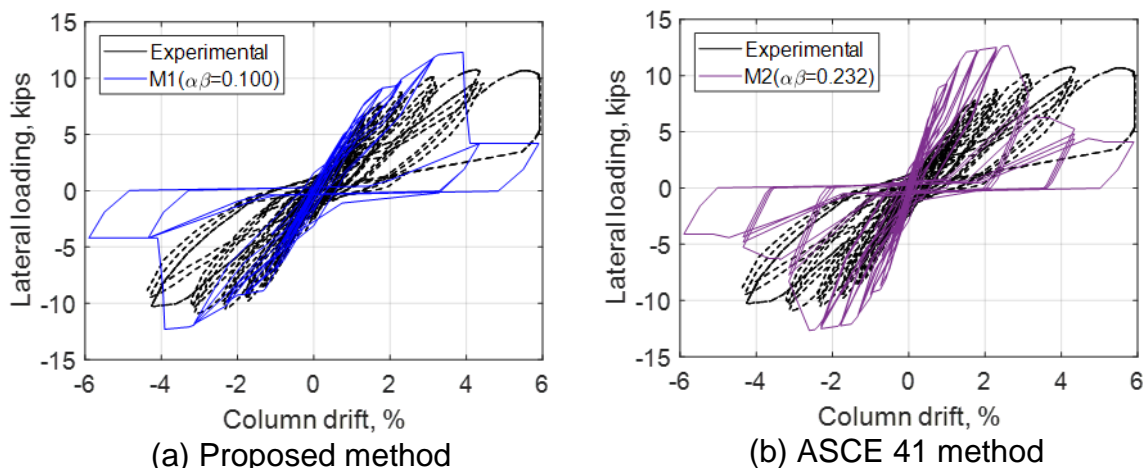 15
10
5
0
-5
-10
-15
Lateral loading, kips
Experimental
M1(αβ=0.100)
-6 -4 -2 0 2 4 6
Column drift, %
(a) Proposed method
15
10
5
0
-5
-10
-15
Lateral loading, kips
Experimental
M2(αβ=0.232)
-6 -4 -2 0 2 4 6
Column drift, %
(b) ASCE 41 method